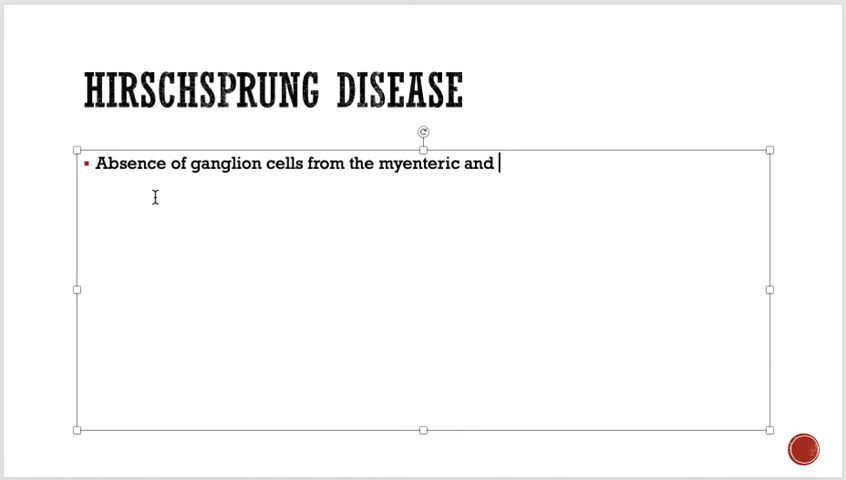 HIRSCHSPRUNG DISEASE
Absence of ganglion cells from the myenteric and